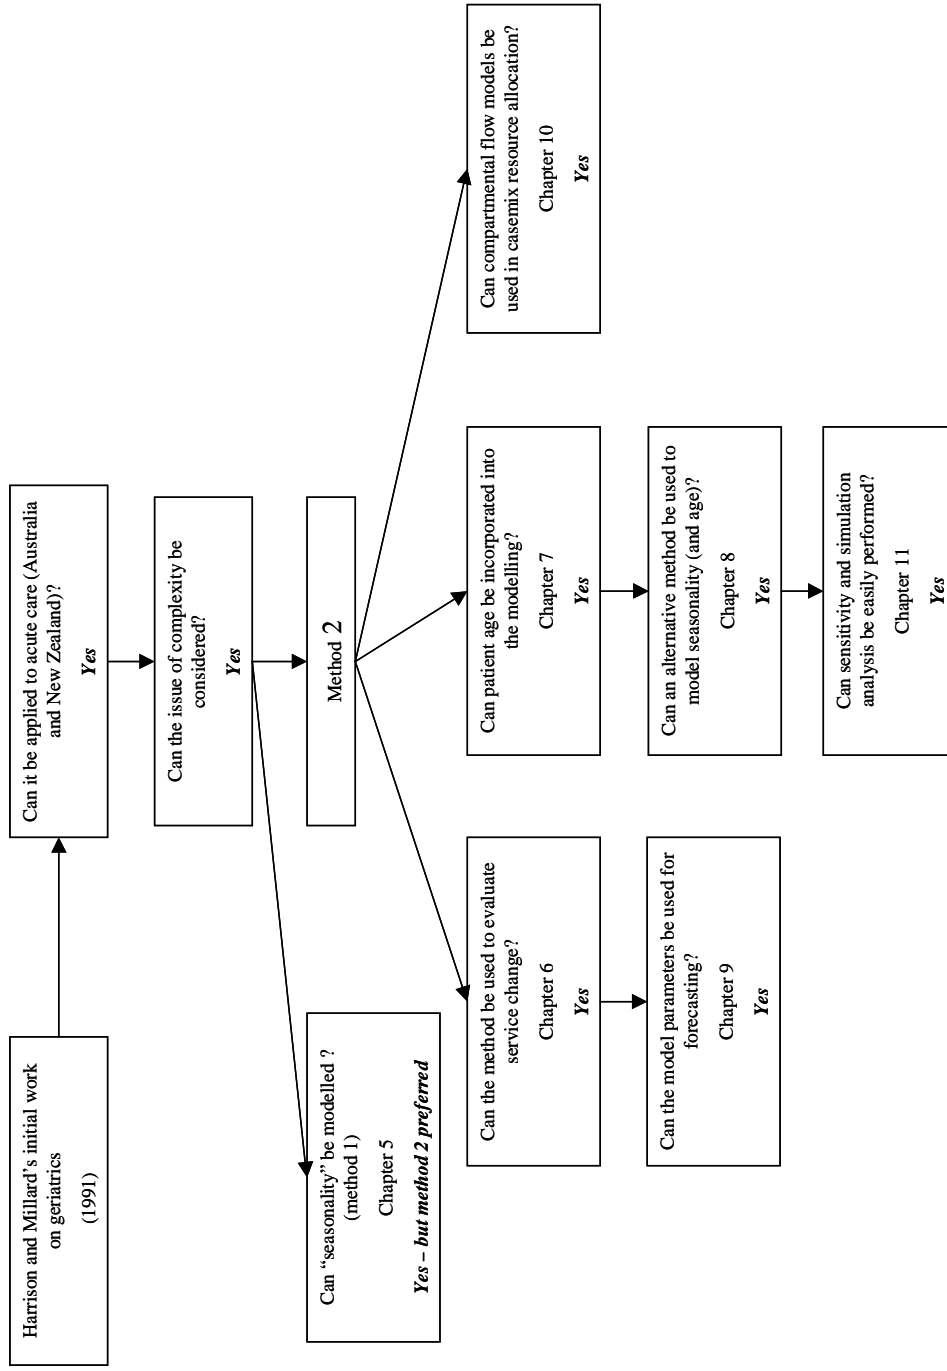 Harrison and Millard’s initial work
on geriatrics
(1991)
Can it be applied to acute care (Australia
and New Zealand)?
Yes
Can the issue of complexity be
considered?
Yes
Can “seasonality” be modelled ?
(method 1)
Chapter 5
Yes – but method 2 preferred
Method 2
Can the method be used to evaluate
service change?
Chapter 6
Yes
Can patient age be incorporated into
the modelling?
Chapter 7
Yes
Can compartmental flow models be
used in casemix resource allocation?
Chapter 10
Yes
Can the model parameters be used for
forecasting?
Chapter 9
Yes
Can an alternative method be used to
model seasonality (and age)?
Chapter 8
Yes
Can sensitivity and simulation
analysis be easily performed?
Chapter 11
Yes